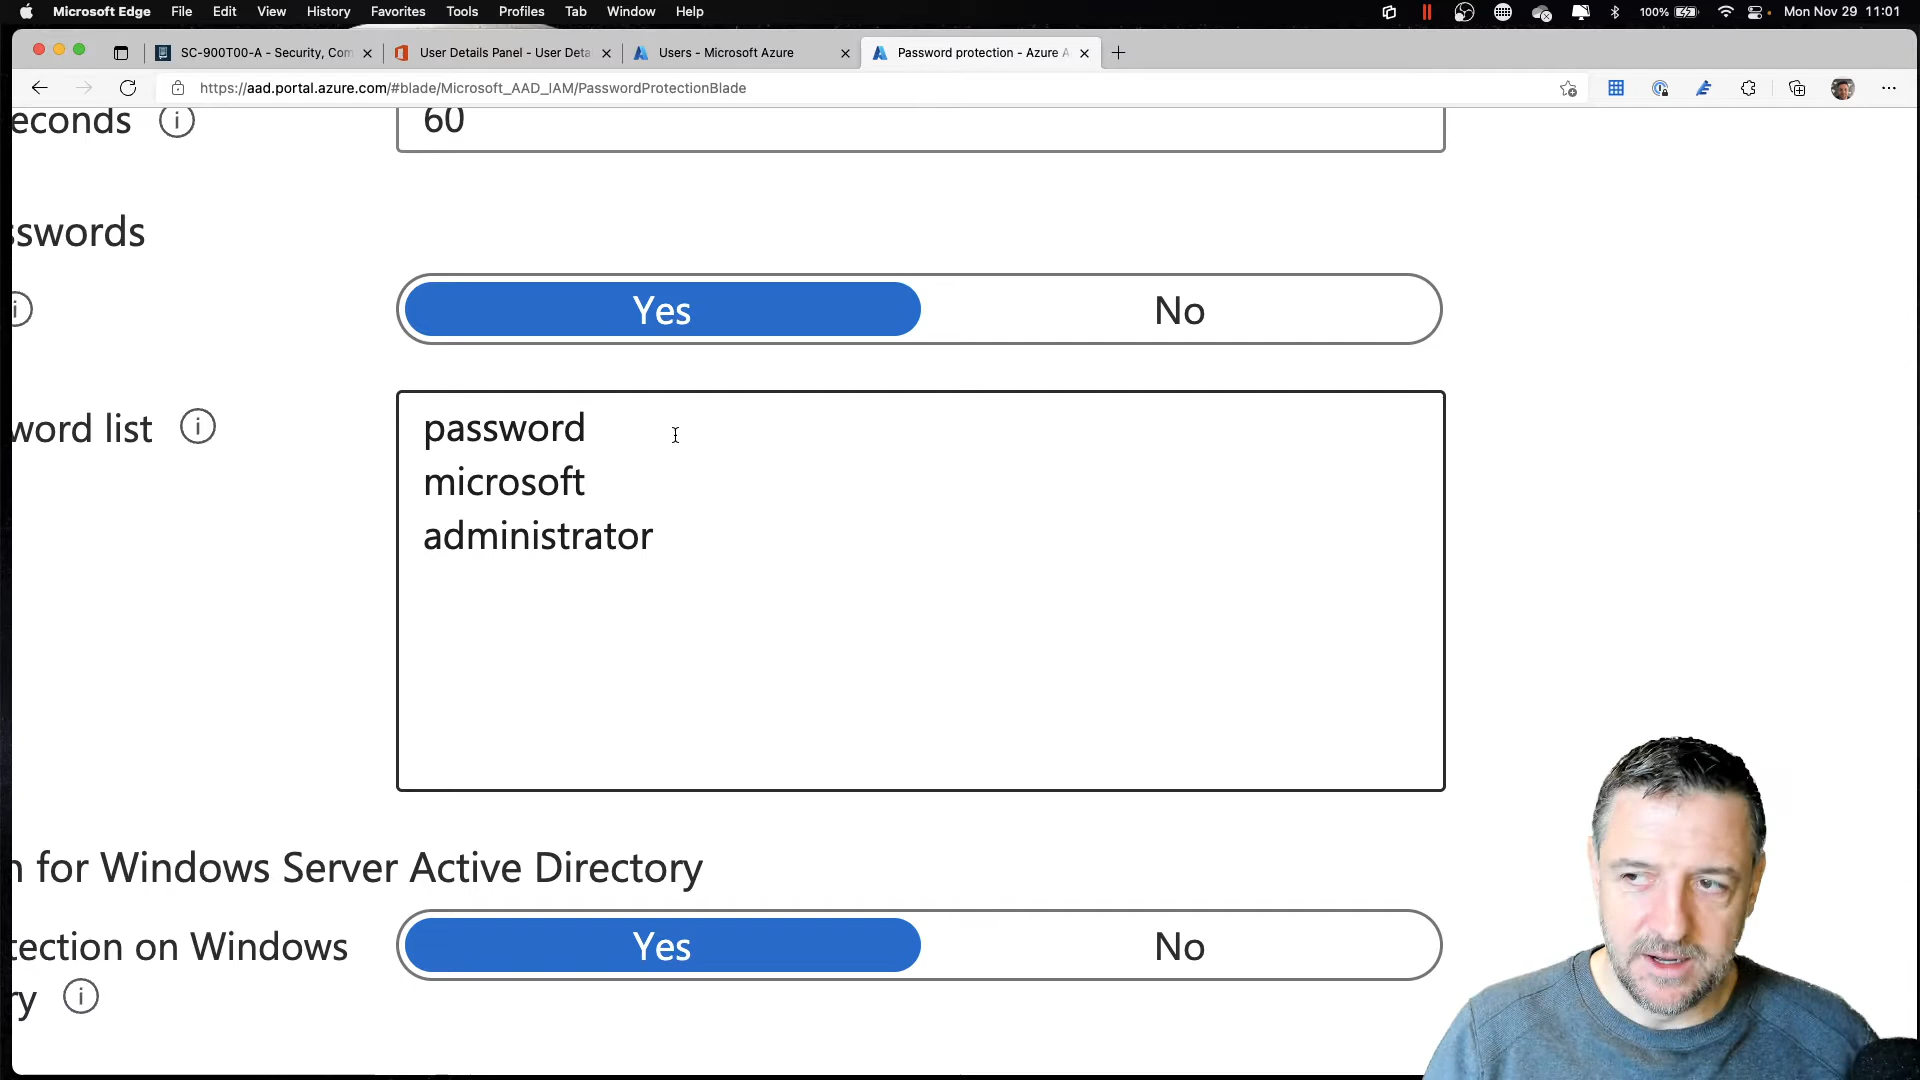 Microsoft Edge File Edit View History Favorites Tools Profiles Tab Window Help 100% Mon Nov 29 11:01
SC-900T00-A - Security, Com User Details Panel - User Deta Users - Microsoft Azure Password protection - Azure A
https://aad.portal.azure.com/#blade/Microsoft_AAD_IAM/PasswordProtectionBlade
econds 60
sswords
Yes No
word list
password
microsoft
administrator
n for Windows Server Active Directory
tection on Windows
ry
Yes No